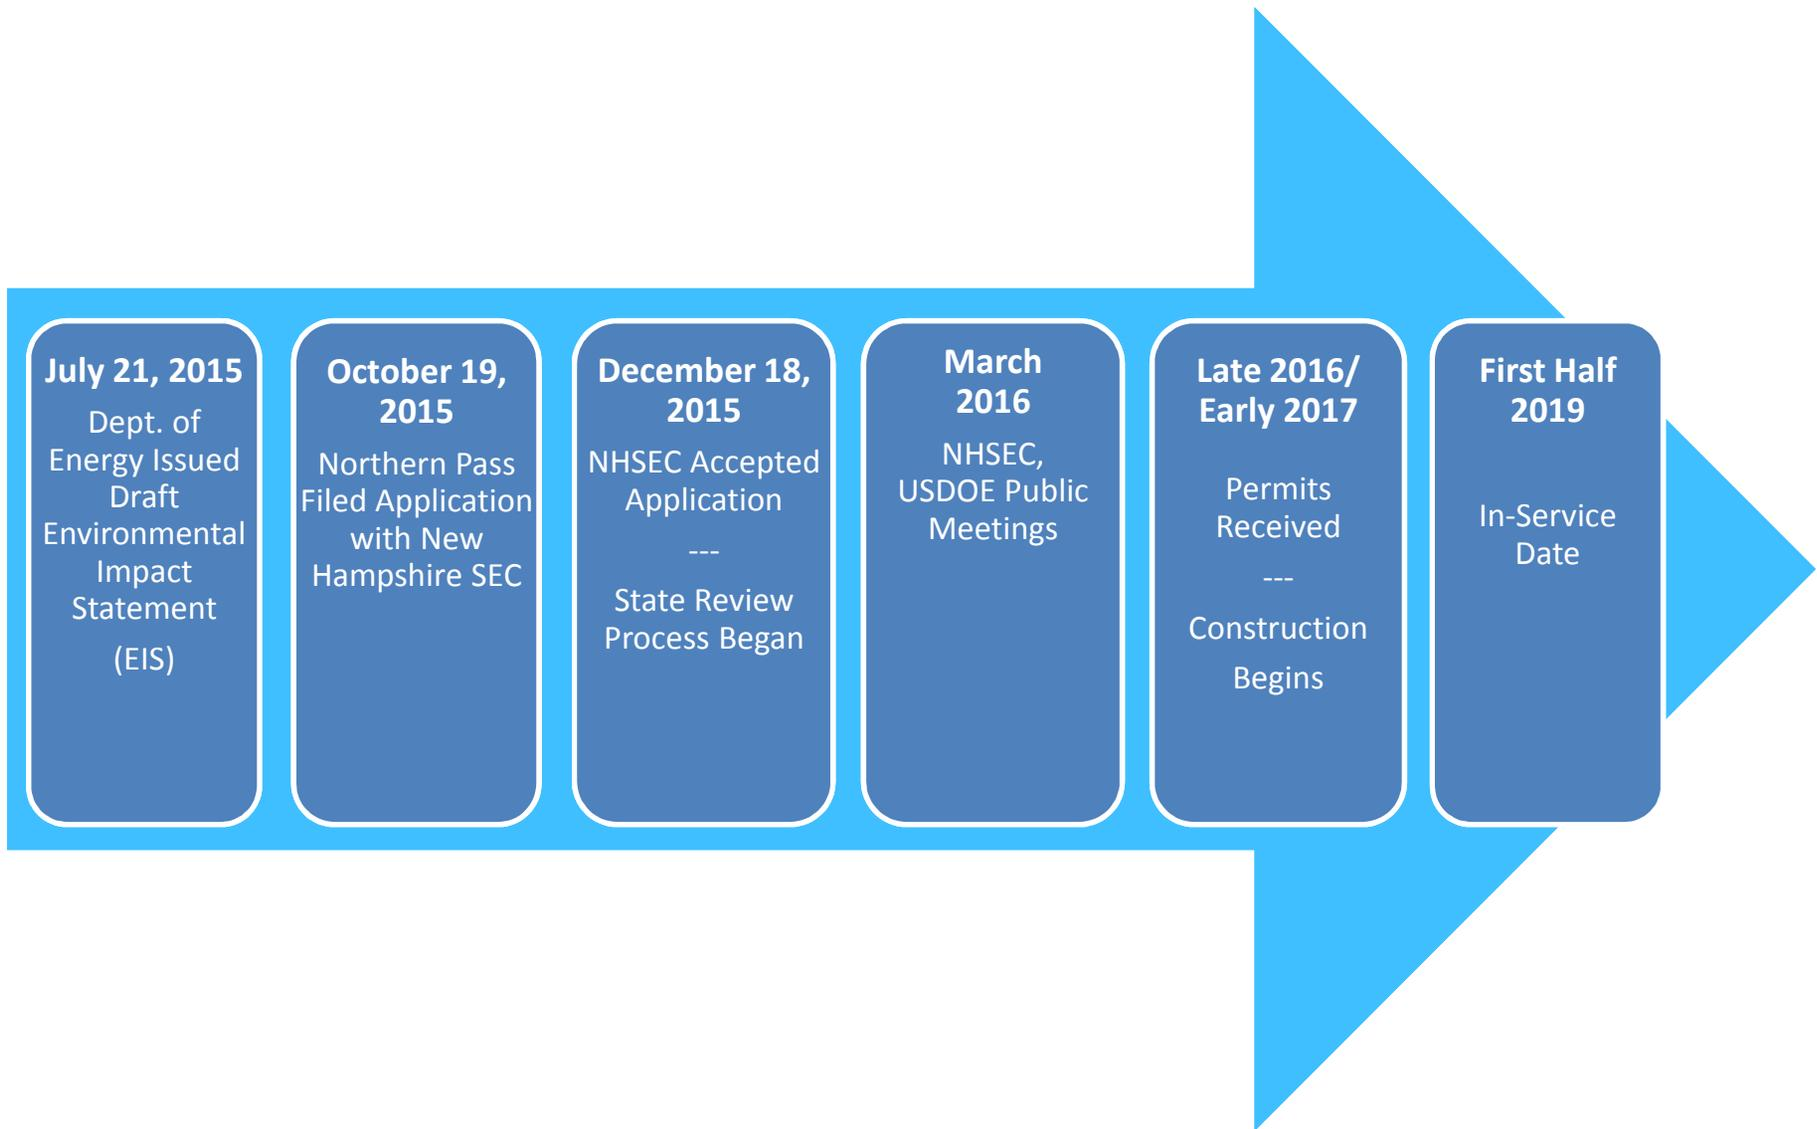 July 21, 2015
Dept. of
Energy Issued
Draft
Environmental
Impact
Statement
(EIS)
October 19,
2015
Northern Pass
Filed Application
with New
Hampshire SEC
December 18,
2015
NHSEC Accepted
Application
---
State Review
Process Began
March
2016
NHSEC,
USDOE Public
Meetings
Late 2016/
Early 2017
Permits
Received
---
Construction
Begins
First Half
2019
In-Service
Date